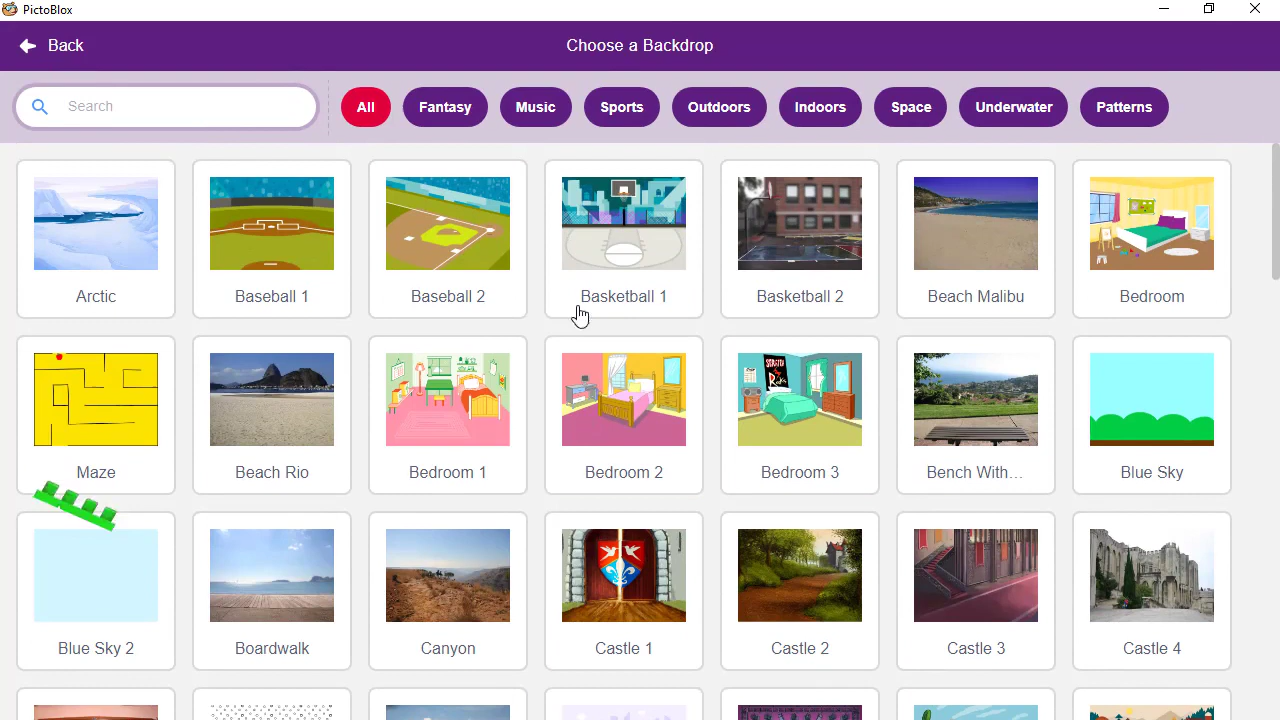 PictoBlox
Back
Choose a Backdrop
Search
All
Fantasy
Music
Sports
Outdoors
Indoors
Space
Underwater
Patterns
Arctic
Baseball 1
Baseball 2
Basketball 1
Basketball 2
Beach Malibu
Bedroom
Maze
Beach Rio
Bedroom 1
Bedroom 2
Bedroom 3
Bench With...
Blue Sky
Blue Sky 2
Boardwalk
Canyon
Castle 1
Castle 2
Castle 3
Castle 4